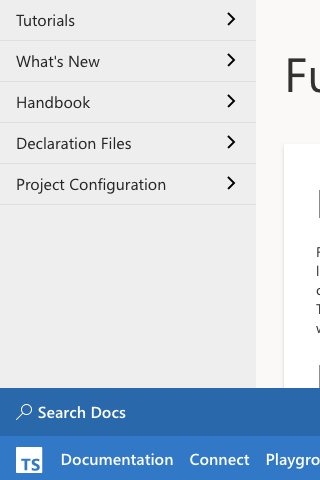 Tutorials
What's New
Handbook
Declaration Files
Project Configuration
Search Docs
TS
Documentation Connect